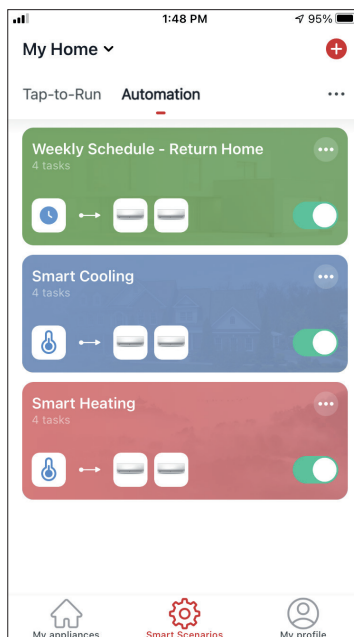 1:48 PM
95%
My Home
Tap-to-Run Automation
Weekly Schedule - Return Home
4 tasks
Smart Cooling
4 tasks
Smart Heating
4 tasks
My appliances Smart Scenarios My profile